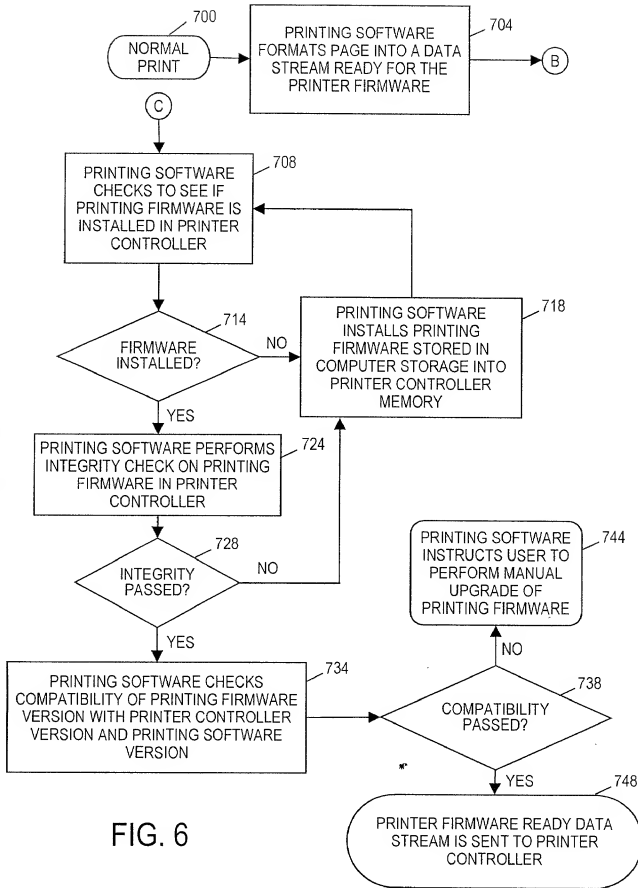 700
NORMAL
PRINT
704
PRINTING SOFTWARE
FORMATS PAGE INTO A DATA
STREAM READY FOR THE
PRINTER FIRMWARE
B
C
708
PRINTING SOFTWARE
CHECKS TO SEE IF
PRINTING FIRMWARE IS
INSTALLED IN PRINTER
CONTROLLER
714
FIRMWARE
INSTALLED?
NO
718
PRINTING SOFTWARE
INSTALLS PRINTING
FIRMWARE STORED IN
COMPUTER STORAGE INTO
PRINTER CONTROLLER
MEMORY
YES
724
PRINTING SOFTWARE PERFORMS
INTEGRITY CHECK ON PRINTING
FIRMWARE IN PRINTER
CONTROLLER
728
INTEGRITY
PASSED?
NO
YES
734
PRINTING SOFTWARE CHECKS
COMPATIBILITY OF PRINTING FIRMWARE
VERSION WITH PRINTER CONTROLLER
VERSION AND PRINTING SOFTWARE
VERSION
738
COMPATIBILITY
PASSED?
NO
744
PRINTING SOFTWARE
INSTRUCTS USER TO
PERFORM MANUAL
UPGRADE OF
PRINTING FIRMWARE
YES
748
PRINTER FIRMWARE READY DATA
STREAM IS SENT TO PRINTER
CONTROLLER
FIG. 6